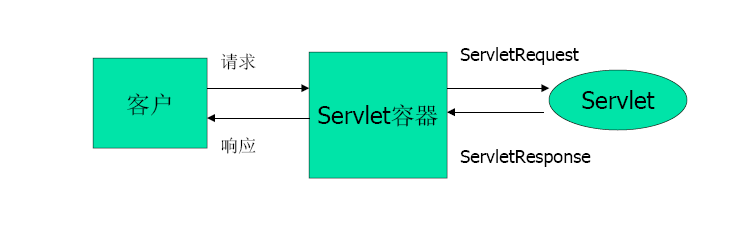 客户
请求
响应
Servlet容器
ServletRequest
ServletResponse
Servlet